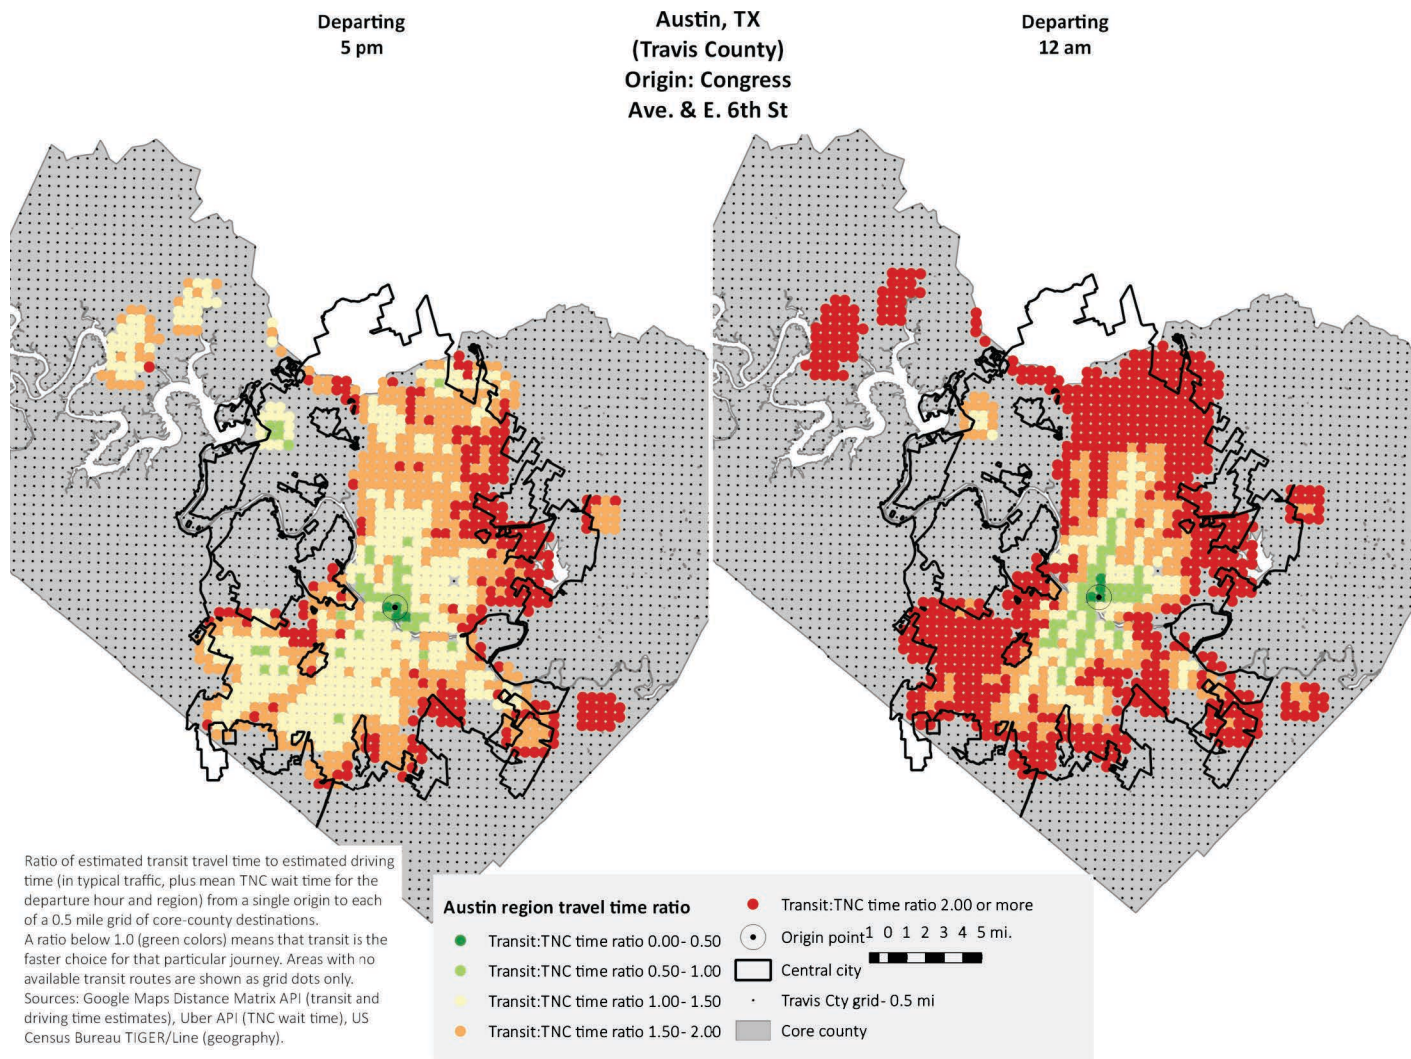 Departing
5 pm
Austin, TX
(Travis County)
Origin: Congress
Ave. & E. 6th St
Departing
12 am
Ratio of estimated transit travel time to estimated driving
time (in typical traffic, plus mean TNC wait time for the
departure hour and region) from a single origin to each
of a 0.5 mile grid of core-county destinations.
A ratio below 1.0 (green colors) means that transit is the
faster choice for that particular journey. Areas with no
available transit routes are shown as grid dots only.
Sources: Google Maps Distance Matrix API (transit and
driving time estimates), Uber API (TNC wait time), US
Census Bureau TIGER/Line (geography).
Austin region travel time ratio
Transit:TNC time ratio 0.00- 0.50
Transit:TNC time ratio 0.50- 1.00
Transit:TNC time ratio 1.00- 1.50
Transit:TNC time ratio 1.50- 2.00
Transit:TNC time ratio 2.00 or more
Origin point
1 0 1 2 3 4 5 mi.
Central city
Travis Cty grid- 0.5 mi
Core county